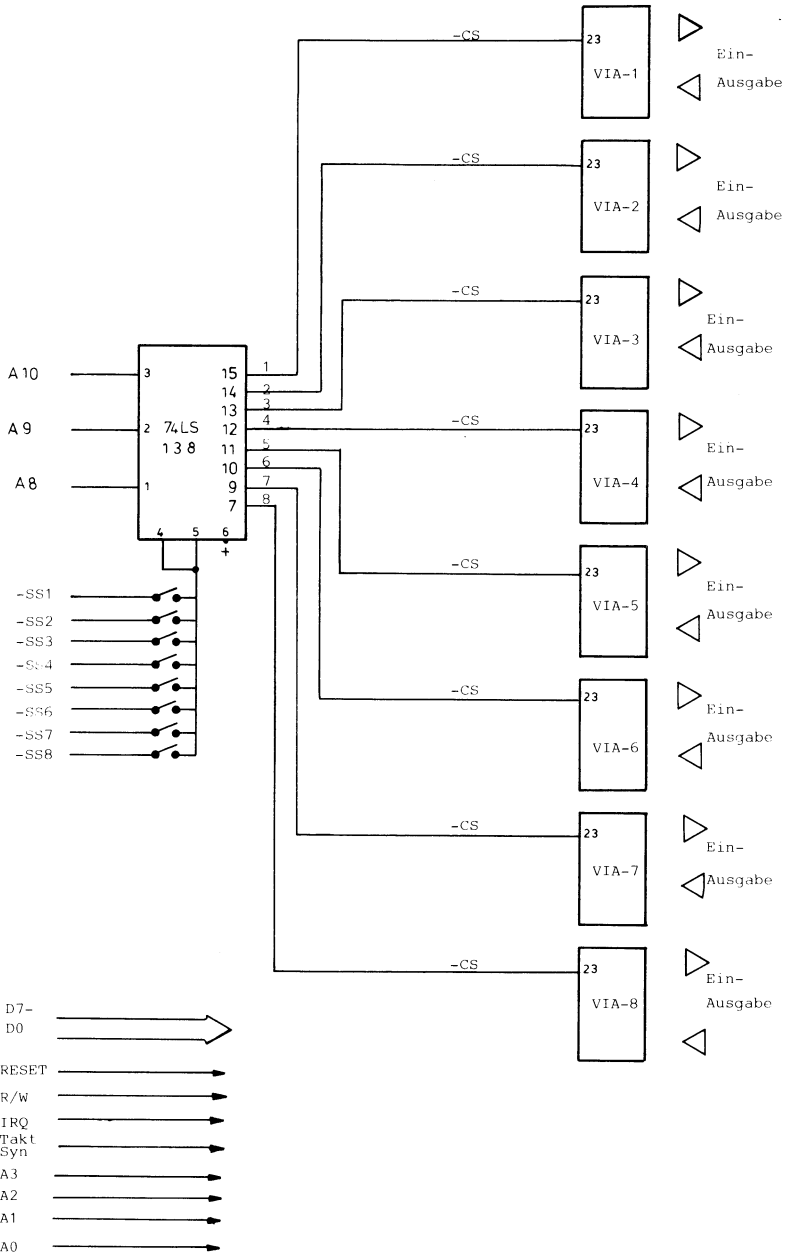 -CS
23
VIA-1
Ein-
Ausgabe
-CS
23
VIA-2
Ein-
Ausgabe
-CS
23
VIA-3
Ein-
Ausgabe
A10
3
15
1
14
2
13
3
A9
2
74LS
138
12
4
-CS
23
VIA-4
Ein-
Ausgabe
11
5
10
6
A8
1
9
7
7
8
4
5
6
+
-CS
23
VIA-5
Ein-
Ausgabe
-SS1
-SS2
-SS3
-SS4
-SS5
-SS6
-SS7
-SS8
-CS
23
VIA-6
Ein-
Ausgabe
-CS
23
VIA-7
Ein-
Ausgabe
-CS
23
VIA-8
Ein-
Ausgabe
D7-
D0
RESET
R/W
IRQ
Takt
Syn
A3
A2
A1
A0